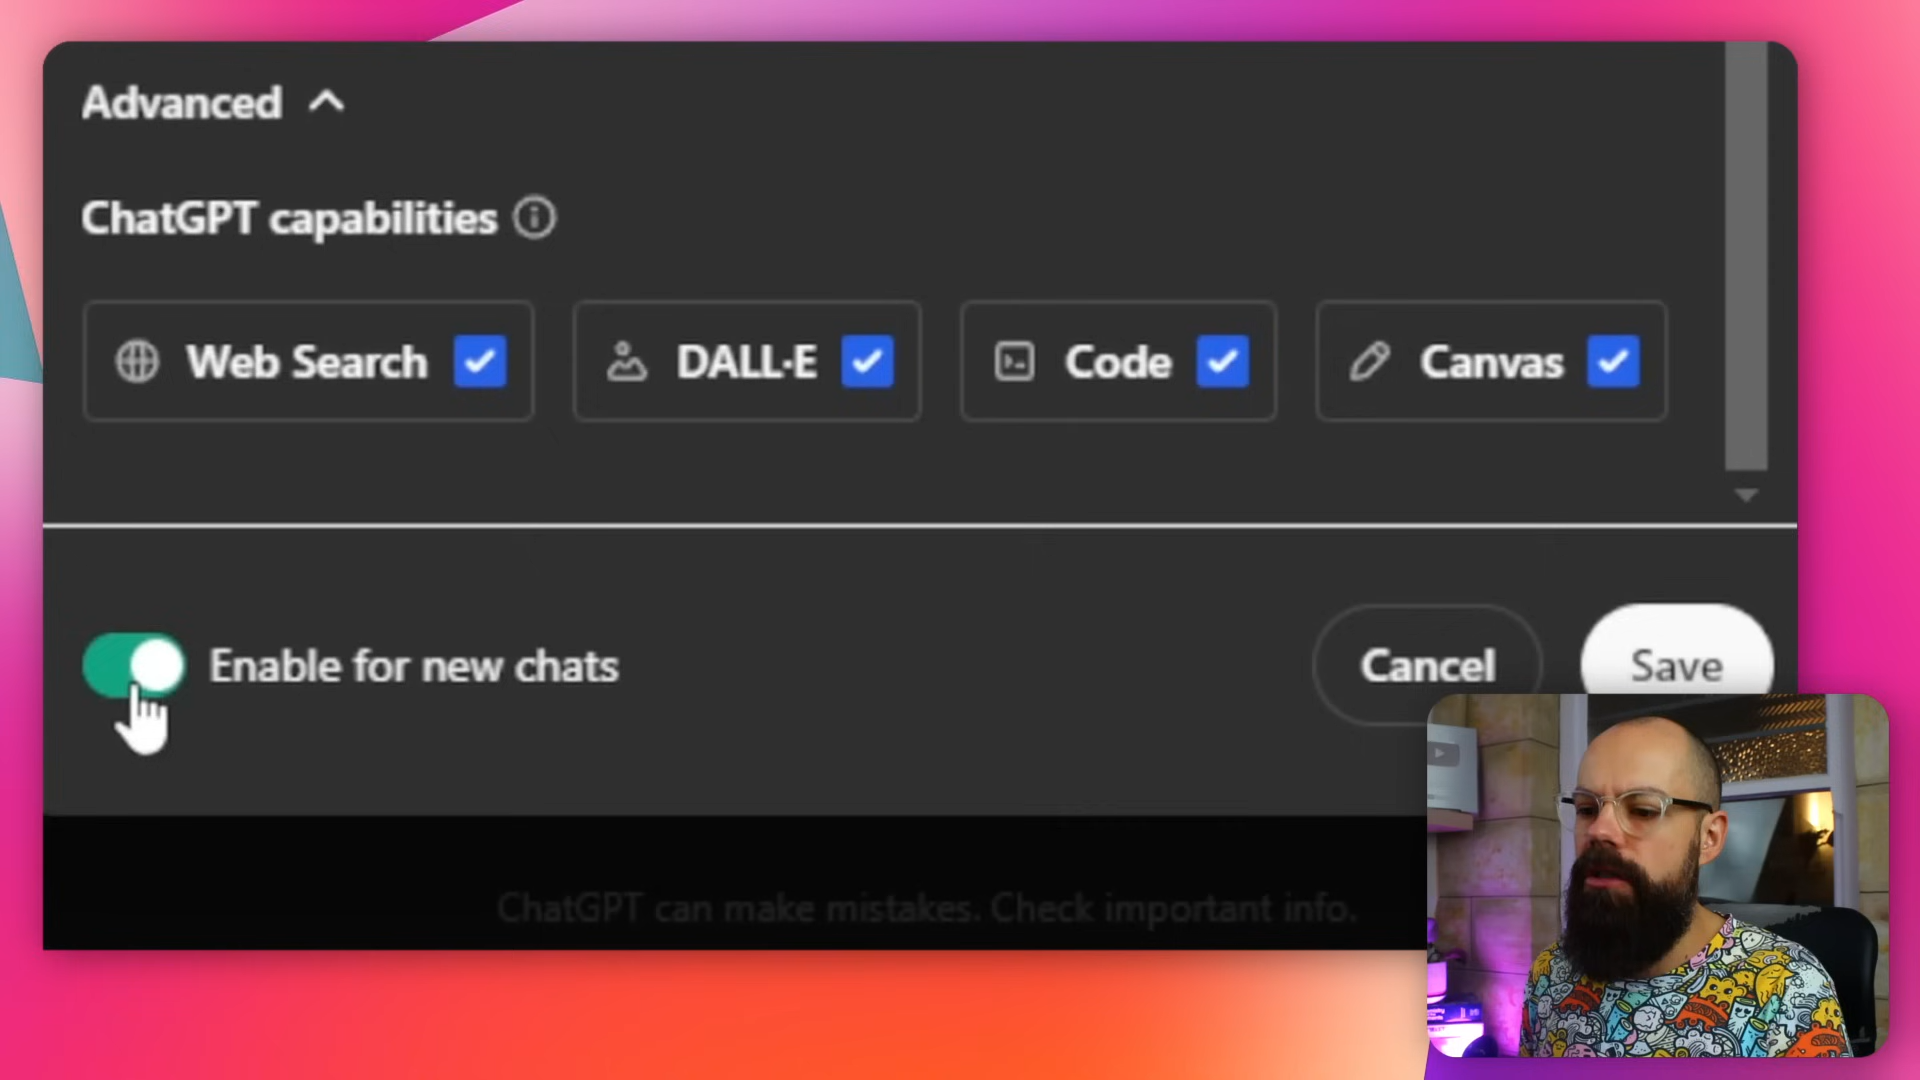 Advanced
ChatGPT capabilities
Web Search
DALL·E
Code
Canvas
Enable for new chats
Cancel
Save
ChatGPT can make mistakes. Check important info.